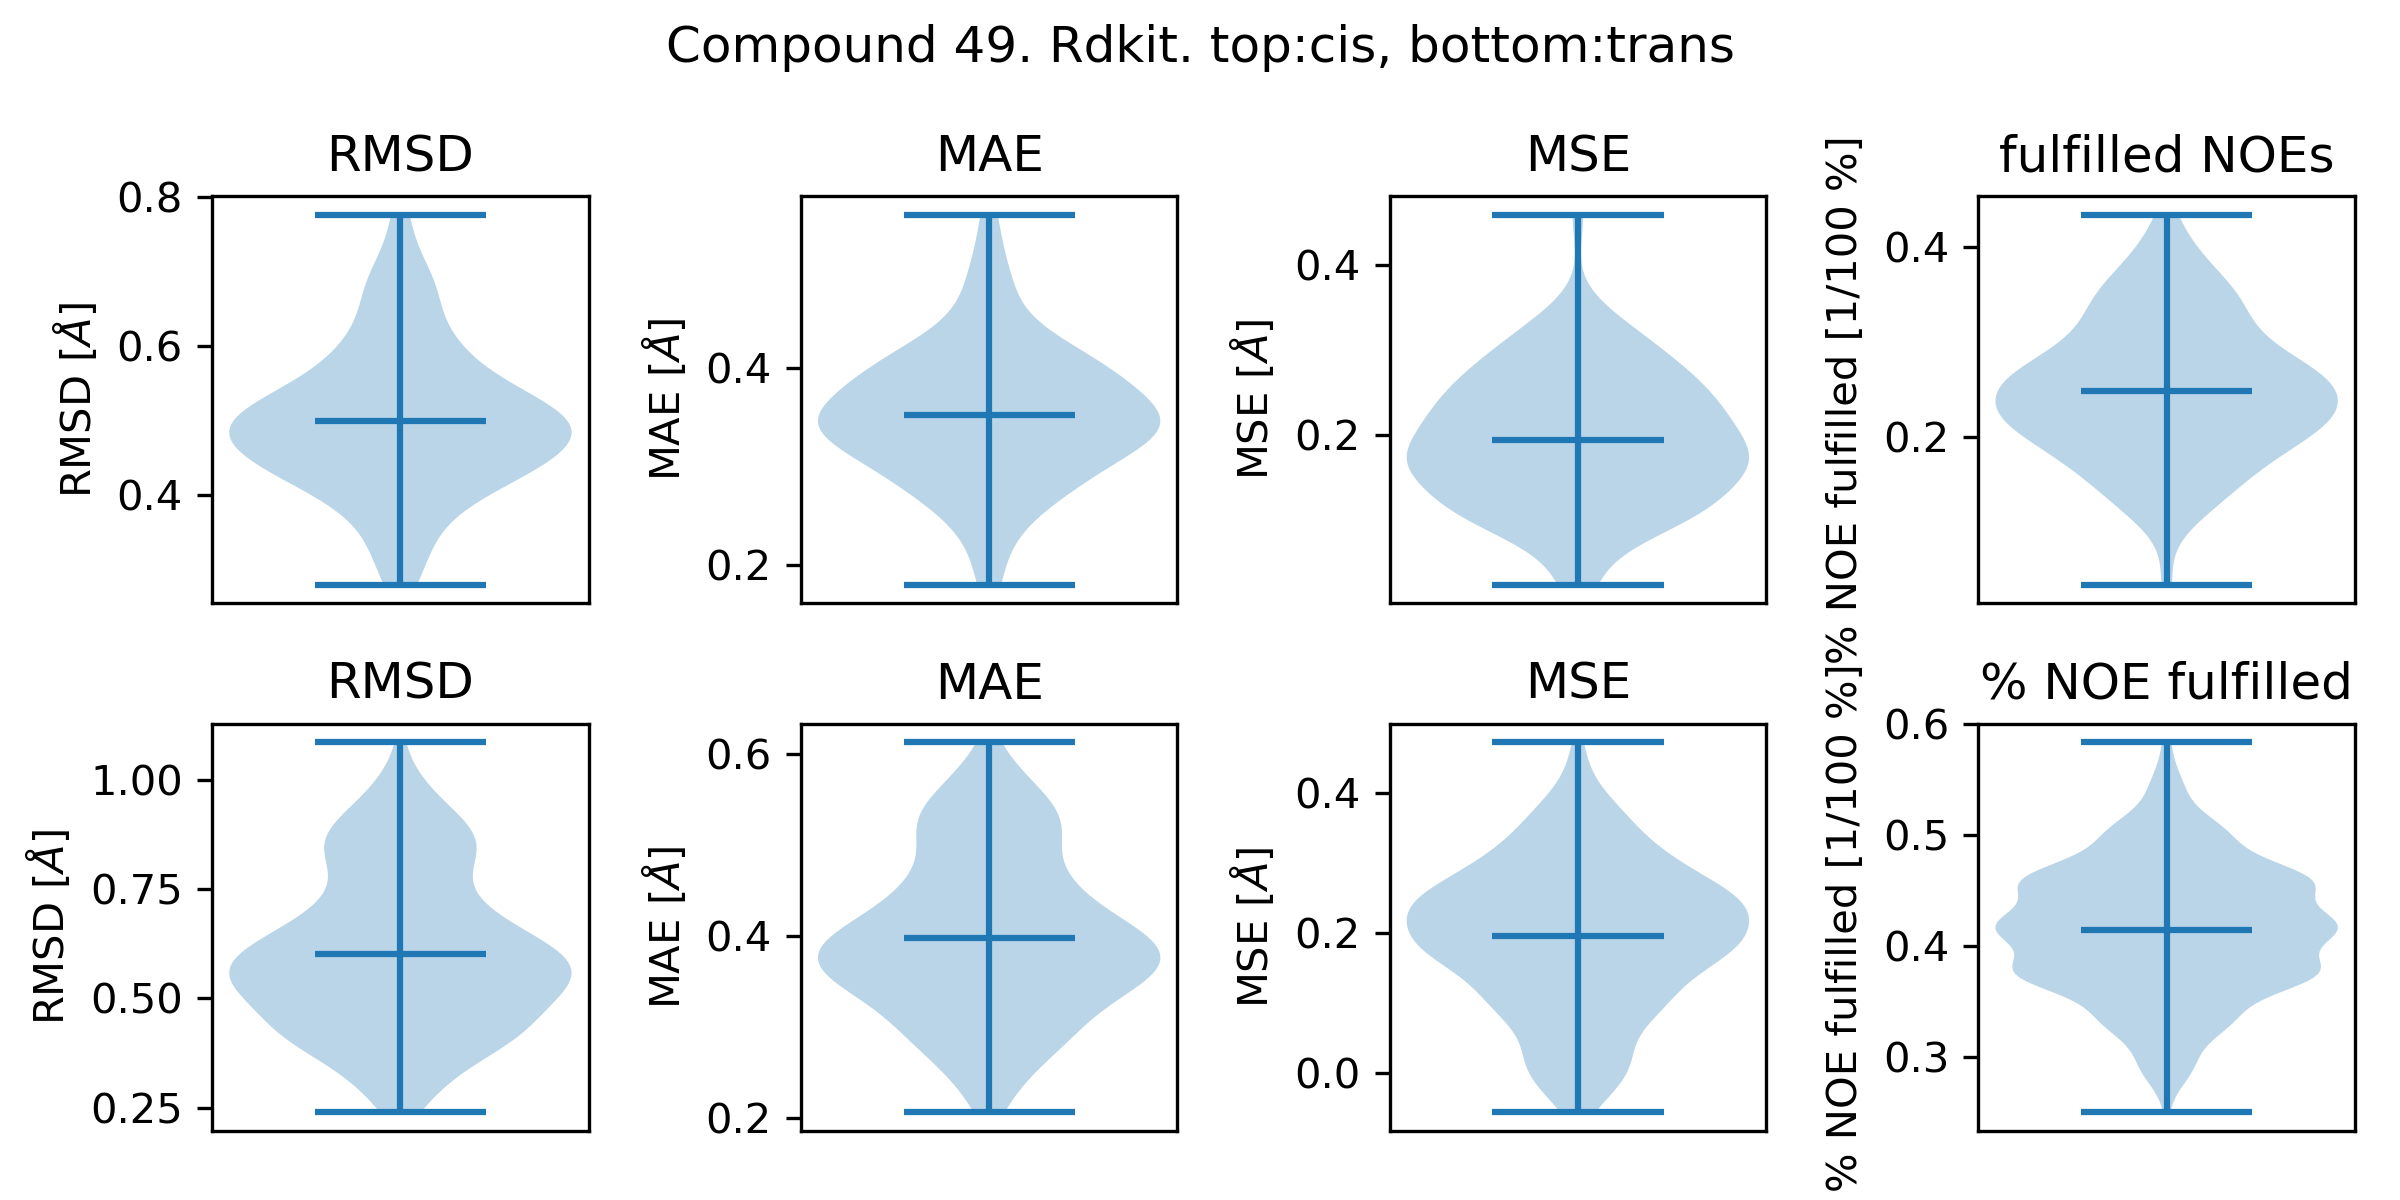 Compound 49. Rdkit. top:cis, bottom:trans
RMSD
RMSD [Å]
0.8
0.6
0.4
MAE
MAE [Å]
0.4
0.2
MSE
MSE [Å]
0.4
0.2
fulfilled NOEs
% NOE fulfilled [1/100 %]
0.4
0.2
RMSD
RMSD [Å]
1.00
0.75
0.50
0.25
MAE
MAE [Å]
0.6
0.4
0.2
MSE
MSE [Å]
0.4
0.2
0.0
% NOE fulfilled
% NOE fulfilled [1/100 %]
0.6
0.5
0.4
0.3